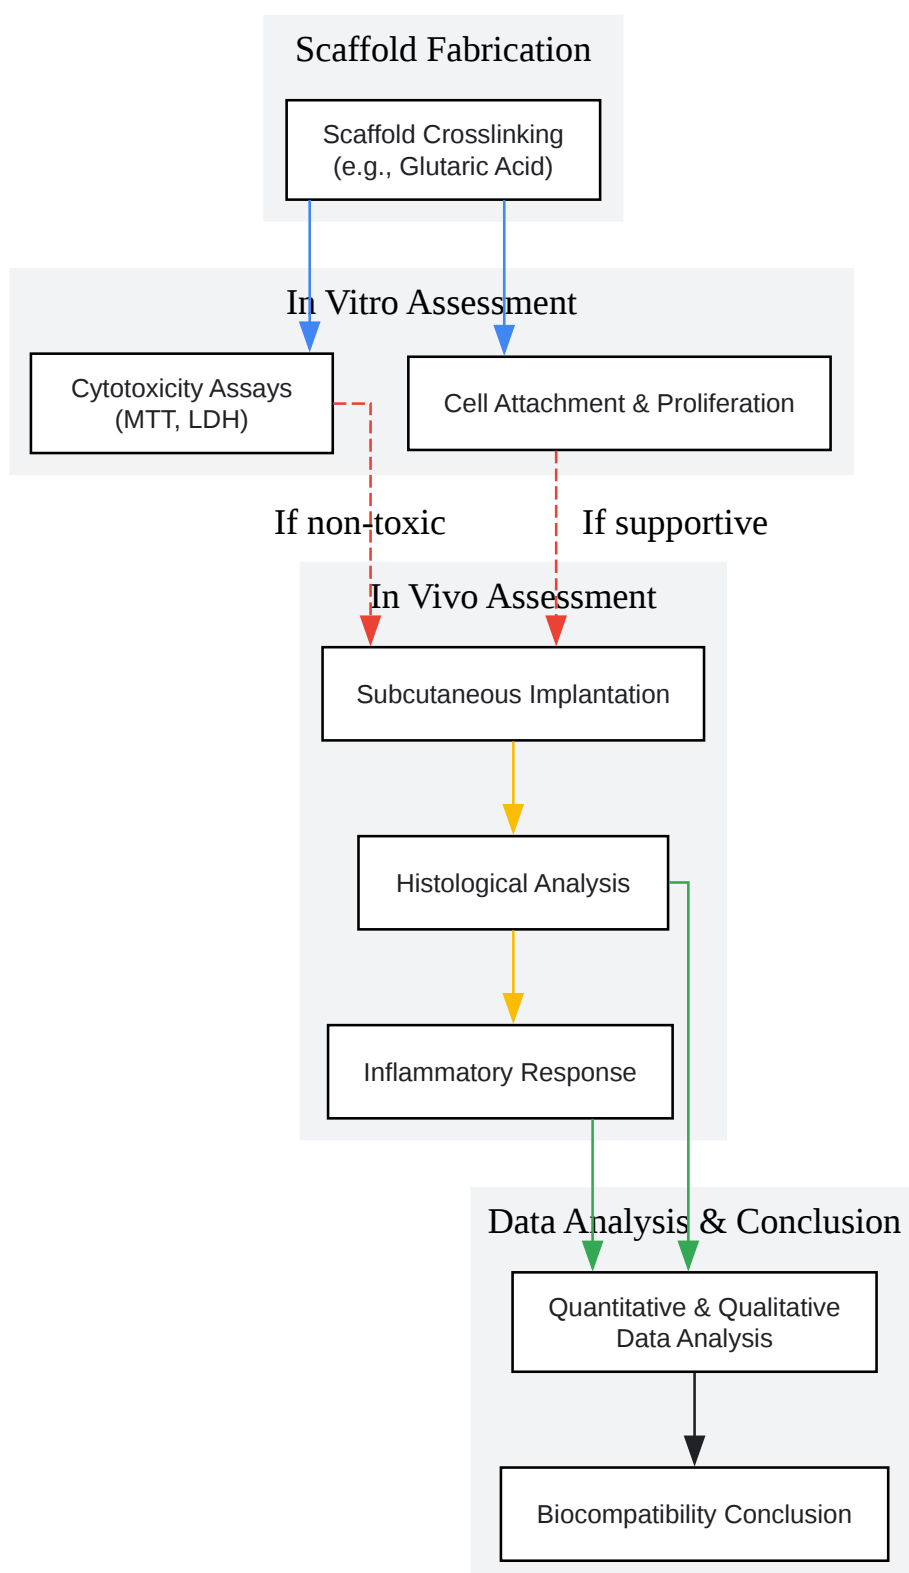 Scaffold Fabrication
Scaffold Crosslinking
(e.g., Glutaric Acid)
In Vitro Assessment
Cytotoxicity Assays
(MTT, LDH)
Cell Attachment & Proliferation
If non-toxic
If supportive
In Vivo Assessment
Subcutaneous Implantation
Histological Analysis
Inflammatory Response
Data Analysis & Conclusion
Quantitative & Qualitative
Data Analysis
Biocompatibility Conclusion